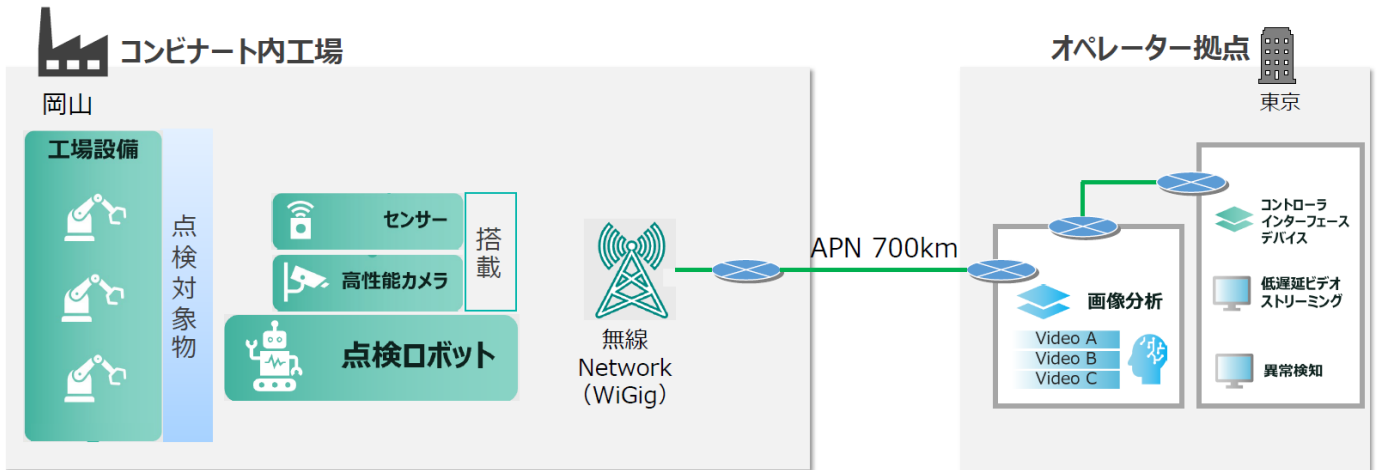 コンビナート内工場
岡山
工場設備
点検対象物
センサー
高性能カメラ
搭載
点検ロボット
無線
Network
（WiGig）
APN 700km
オペレーター拠点
東京
画像分析
Video A
Video B
Video C
コントローラ
インターフェース
デバイス
低遅延ビデオ
ストリーミング
異常検知